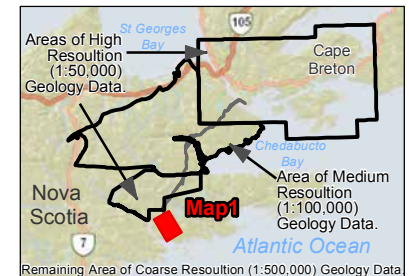 St Georges
Bay
105
Areas of High
Resoultion
(1:50,000)
Geology Data.
Cape
Breton
Chedabucto
Bay
Area of Medium
Resoultion
(1:100,000)
Geology Data.
Nova
Scotia
Map1
7
Atlantic Ocean
Remaining Area of Coarse Resoultion (1:500,000) Geology Data